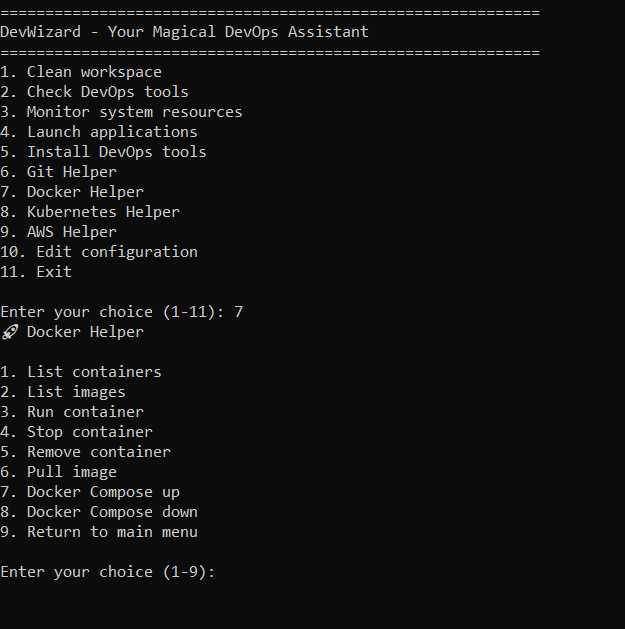 ============================================================
DevWizard - Your Magical DevOps Assistant
============================================================
1. Clean workspace
2. Check DevOps tools
3. Monitor system resources
4. Launch applications
5. Install DevOps tools
6. Git Helper
7. Docker Helper
8. Kubernetes Helper
9. AWS Helper
10. Edit configuration
11. Exit

Enter your choice (1-11): 7
🚀 Docker Helper

1. List containers
2. List images
3. Run container
4. Stop container
5. Remove container
6. Pull image
7. Docker Compose up
8. Docker Compose down
9. Return to main menu

Enter your choice (1-9):